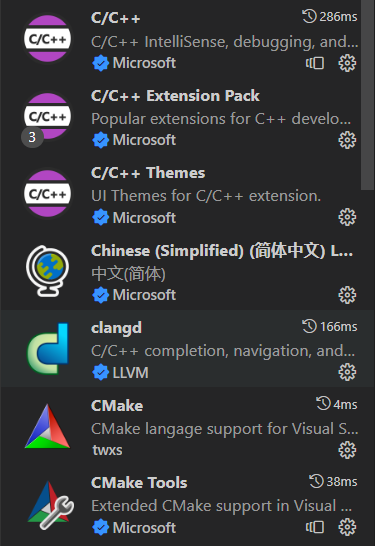 C/C++ 286ms
C/C++
C/C++ IntelliSense, debugging, and...
Microsoft
C/C++ Extension Pack
C/C++
Popular extensions for C++ develo...
3 Microsoft
C/C++ Themes
C/C++
UI Themes for C/C++ extension.
Microsoft
Chinese (Simplified) (简体中文) L...
中文(简体)
Microsoft
clangd 166ms
C/C++ completion, navigation, and...
LLVM
CMake 4ms
CMake langage support for Visual S...
twxs
CMake Tools 38ms
Extended CMake support in Visual ...
Microsoft